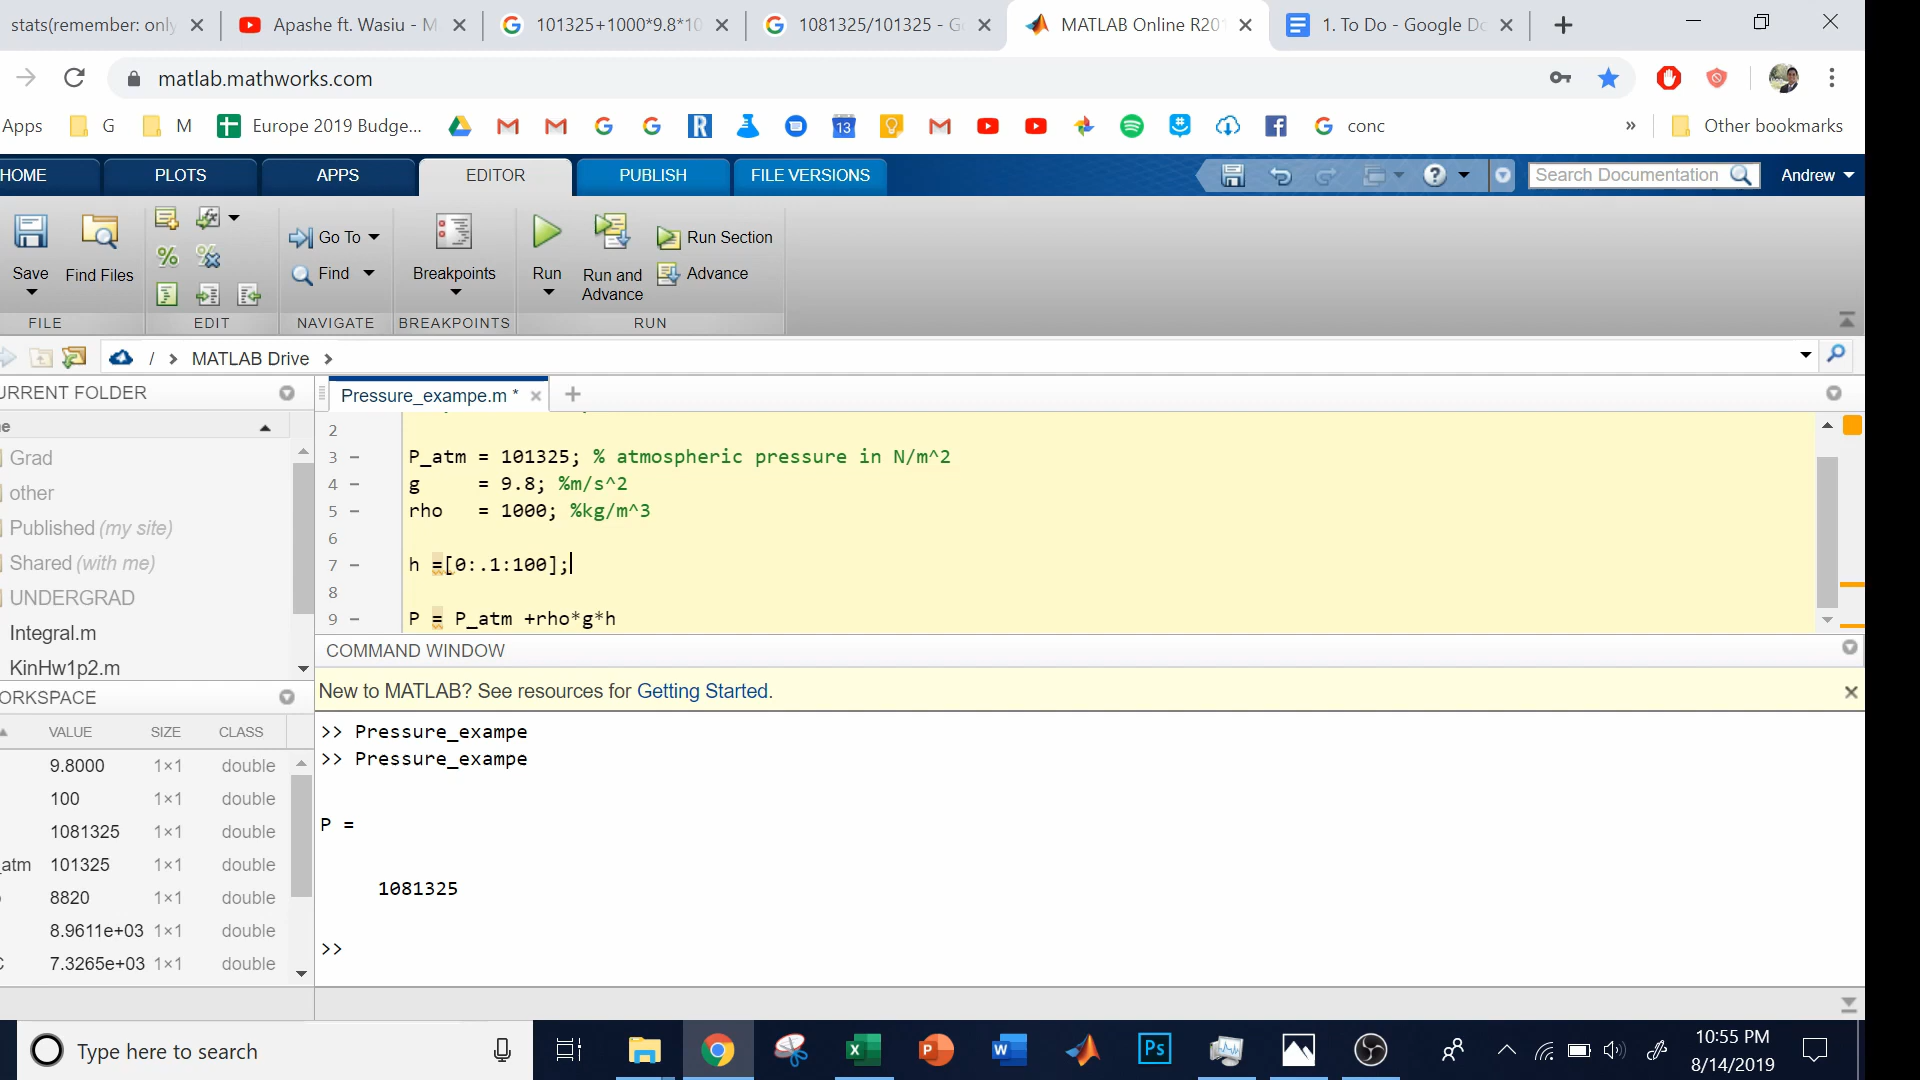 stats(remember: only
Apashe ft. Wasiu - M
101325+1000*9.8*10
1081325/101325 - G
MATLAB Online R201
1. To Do - Google Do
matlab.mathworks.com
Apps G M Europe 2019 Budge... 13 conc » Other bookmarks
HOME PLOTS APPS EDITOR PUBLISH FILE VERSIONS Search Documentation Andrew
Go To Run Section
Save Find Files Find Breakpoints Run Run and Advance Advance
FILE EDIT NAVIGATE BREAKPOINTS RUN
/ > MATLAB Drive >
URRENT FOLDER
Pressure_exampe.m *
e
Grad
other
Published (my site)
Shared (with me)
UNDERGRAD
Integral.m
KinHw1p2.m
2
3 – P_atm = 101325; % atmospheric pressure in N/m^2
4 – g = 9.8; %m/s^2
5 – rho = 1000; %kg/m^3
6
7 – h =[0:.1:100];
8
9 – P = P_atm +rho*g*h
ORKSPACE
VALUE SIZE CLASS
9.8000 1×1 double
100 1×1 double
1081325 1×1 double
atm 101325 1×1 double
8820 1×1 double
8.9611e+03 1×1 double
7.3265e+03 1×1 double
COMMAND WINDOW
New to MATLAB? See resources for Getting Started.
>> Pressure_exampe
>> Pressure_exampe
P =
1081325
>>
Type here to search
Ps
10:55 PM
8/14/2019